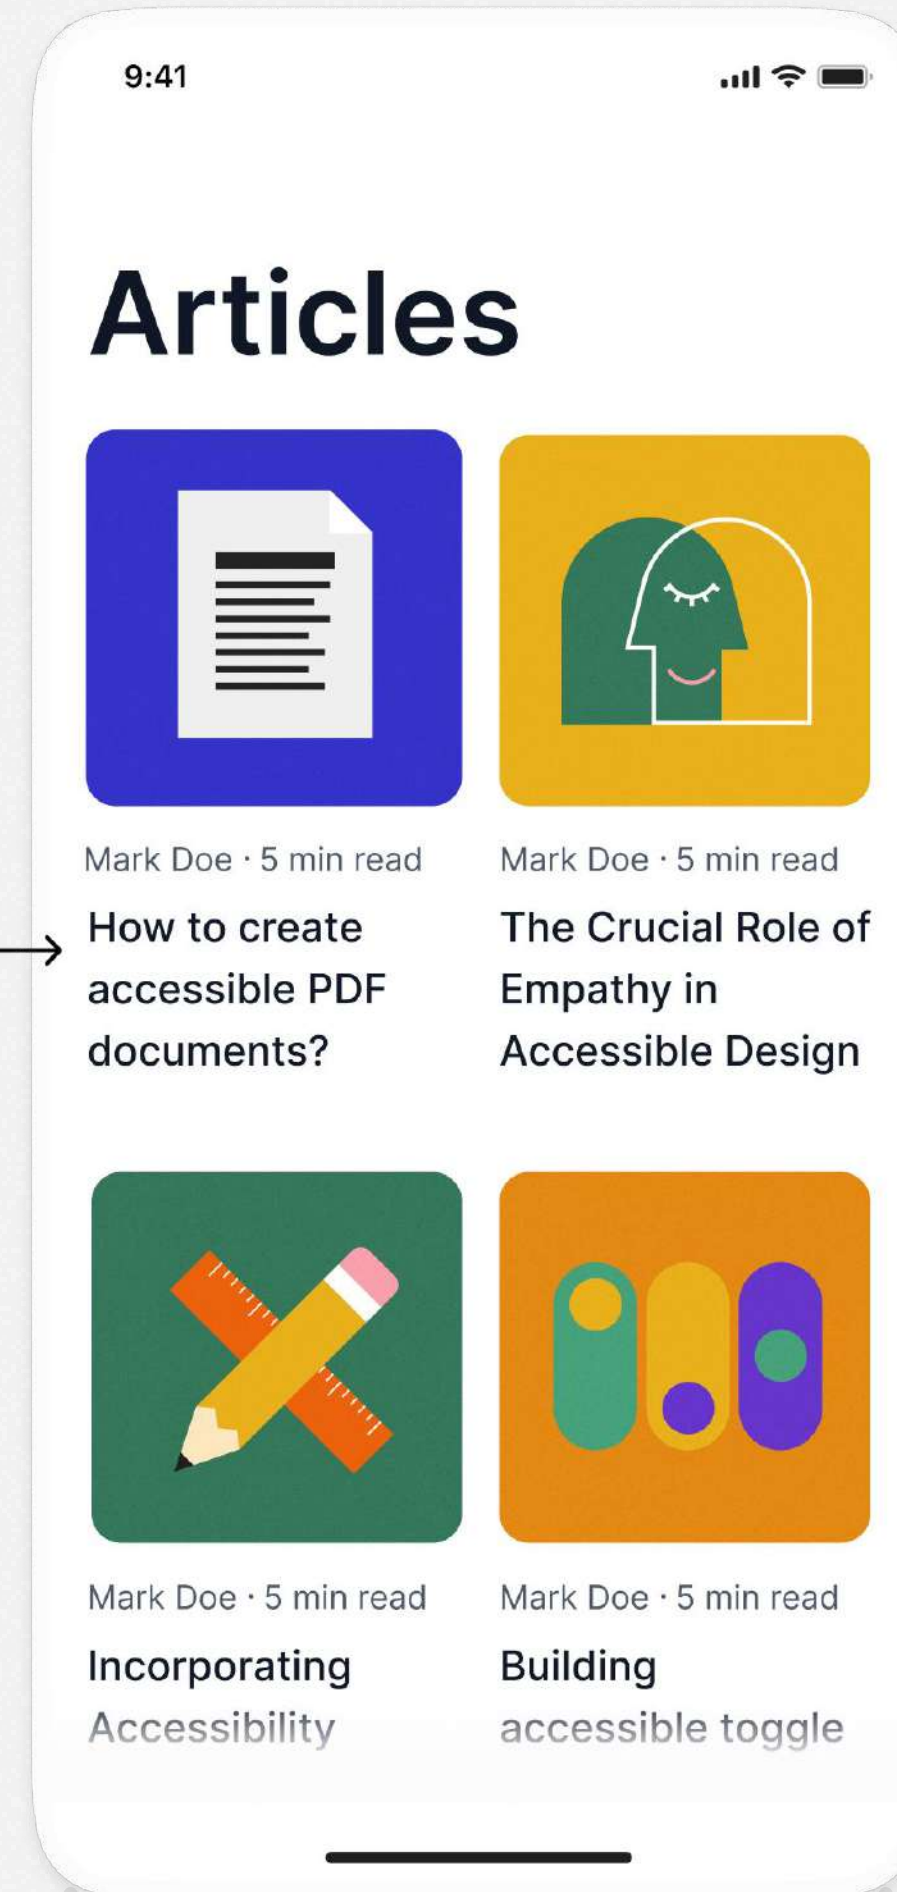 9:41
Articles
Mark Doe · 5 min read
How to create
accessible PDF
documents?
Mark Doe · 5 min read
The Crucial Role of
Empathy in
Accessible Design
Mark Doe · 5 min read
Incorporating
Accessibility
Mark Doe · 5 min read
Building
accessible toggle